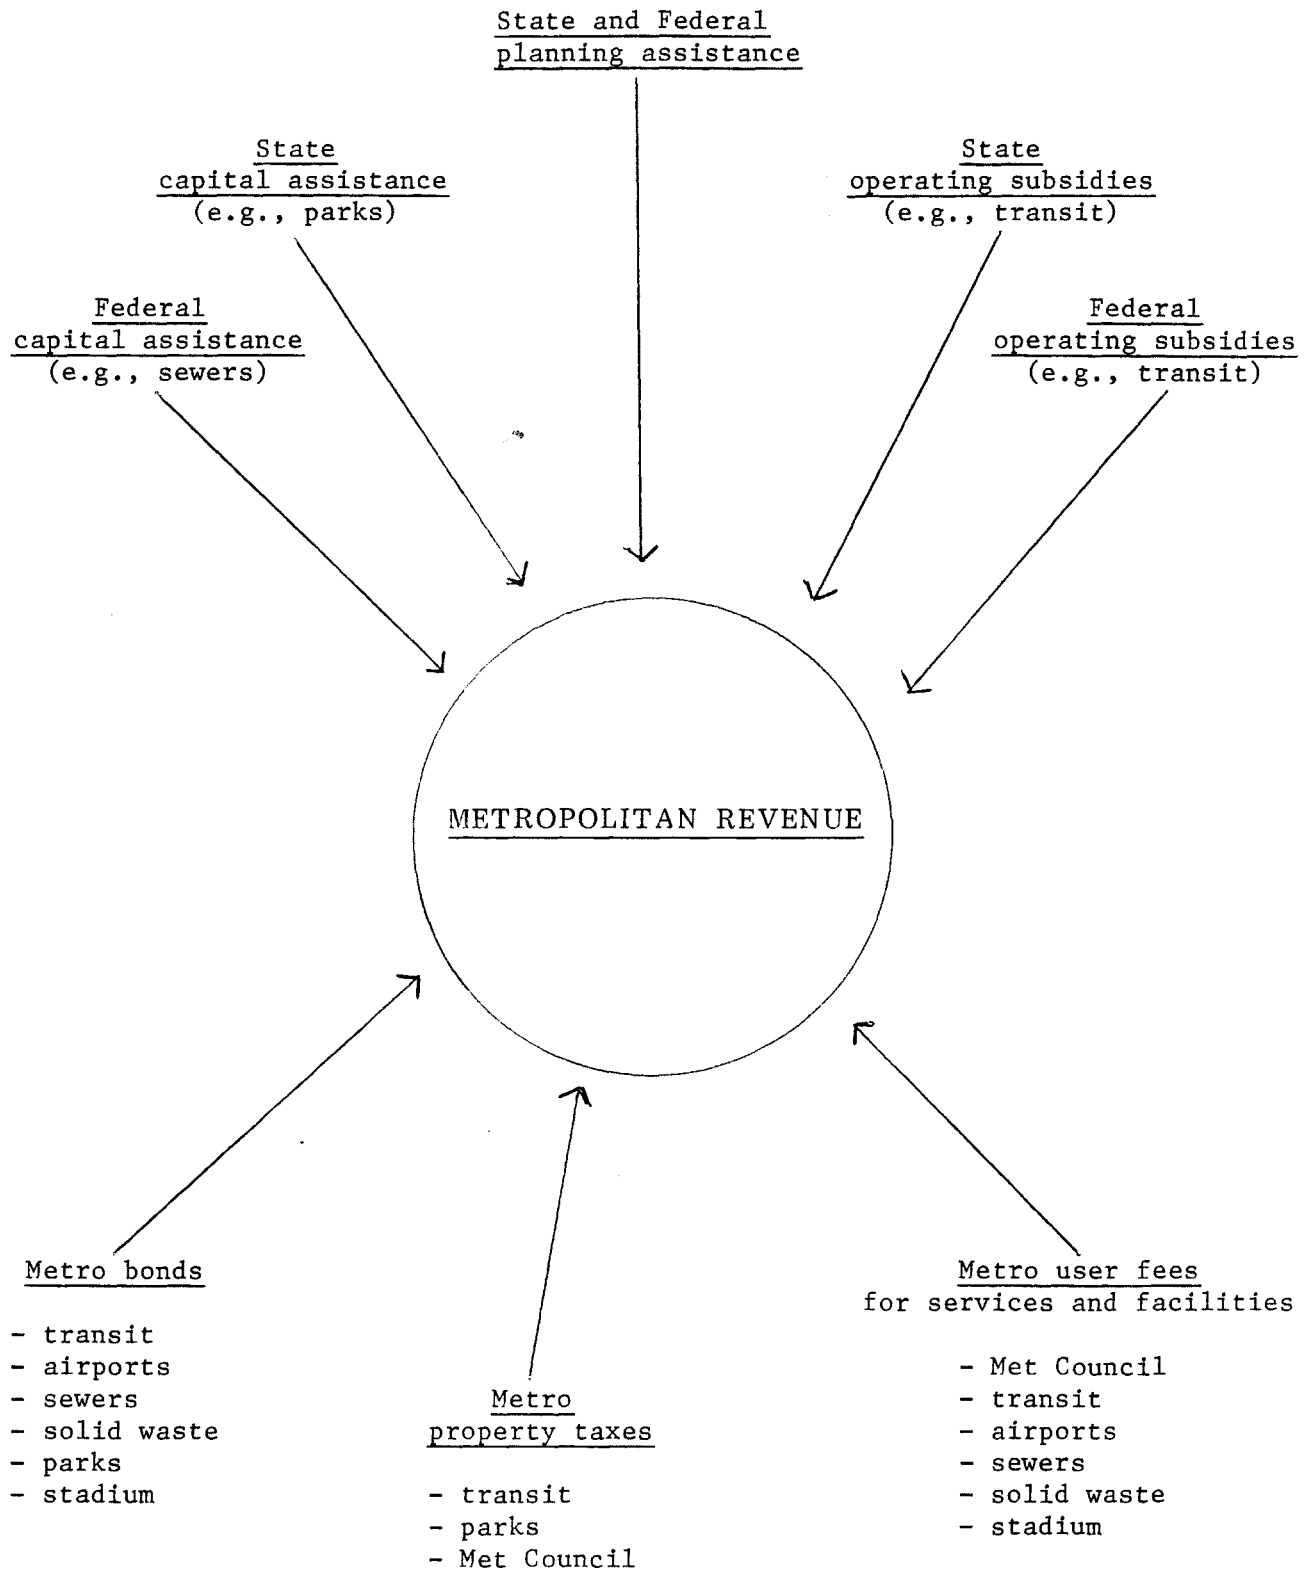 State and Federal
planning assistance
State
capital assistance
(e.g., parks)
State
operating subsidies
(e.g., transit)
Federal
capital assistance
(e.g., sewers)
Federal
operating subsidies
(e.g., transit)
METROPOLITAN REVENUE
Metro bonds
- transit
- airports
- sewers
- solid waste
- parks
- stadium
Metro
property taxes
- transit
- parks
- Met Council
Metro user fees
for services and facilities
- Met Council
- transit
- airports
- sewers
- solid waste
- stadium